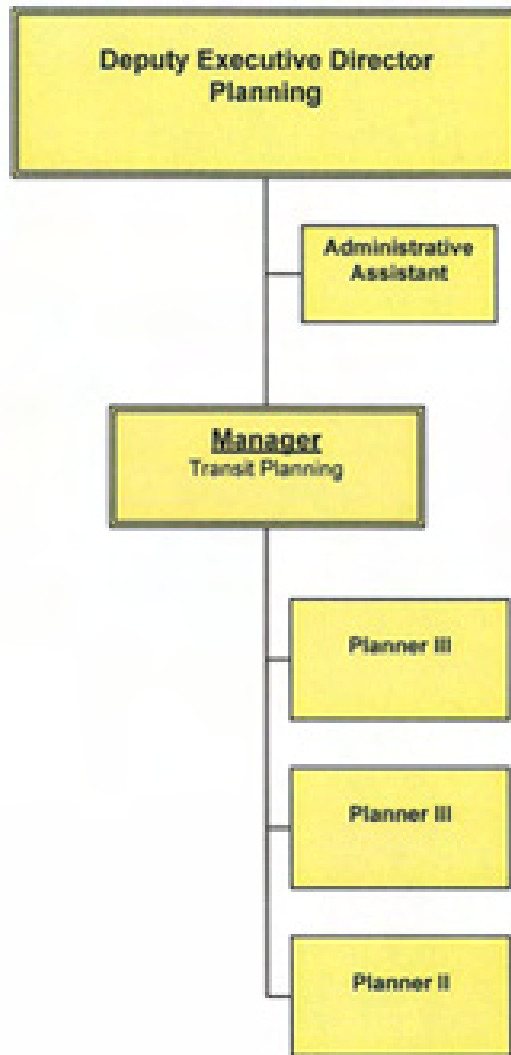 Deputy Executive Director
Planning
Administrative
Assistant
Manager
Transit Planning
Planner III
Planner III
Planner II